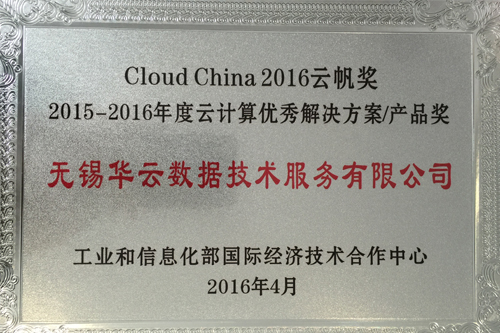 Cloud China 2016云帆奖
2015-2016年度云计算优秀解决方案/产品奖
无锡华云数据技术服务有限公司
工业和信息化部国际经济技术合作中心
2016年4月